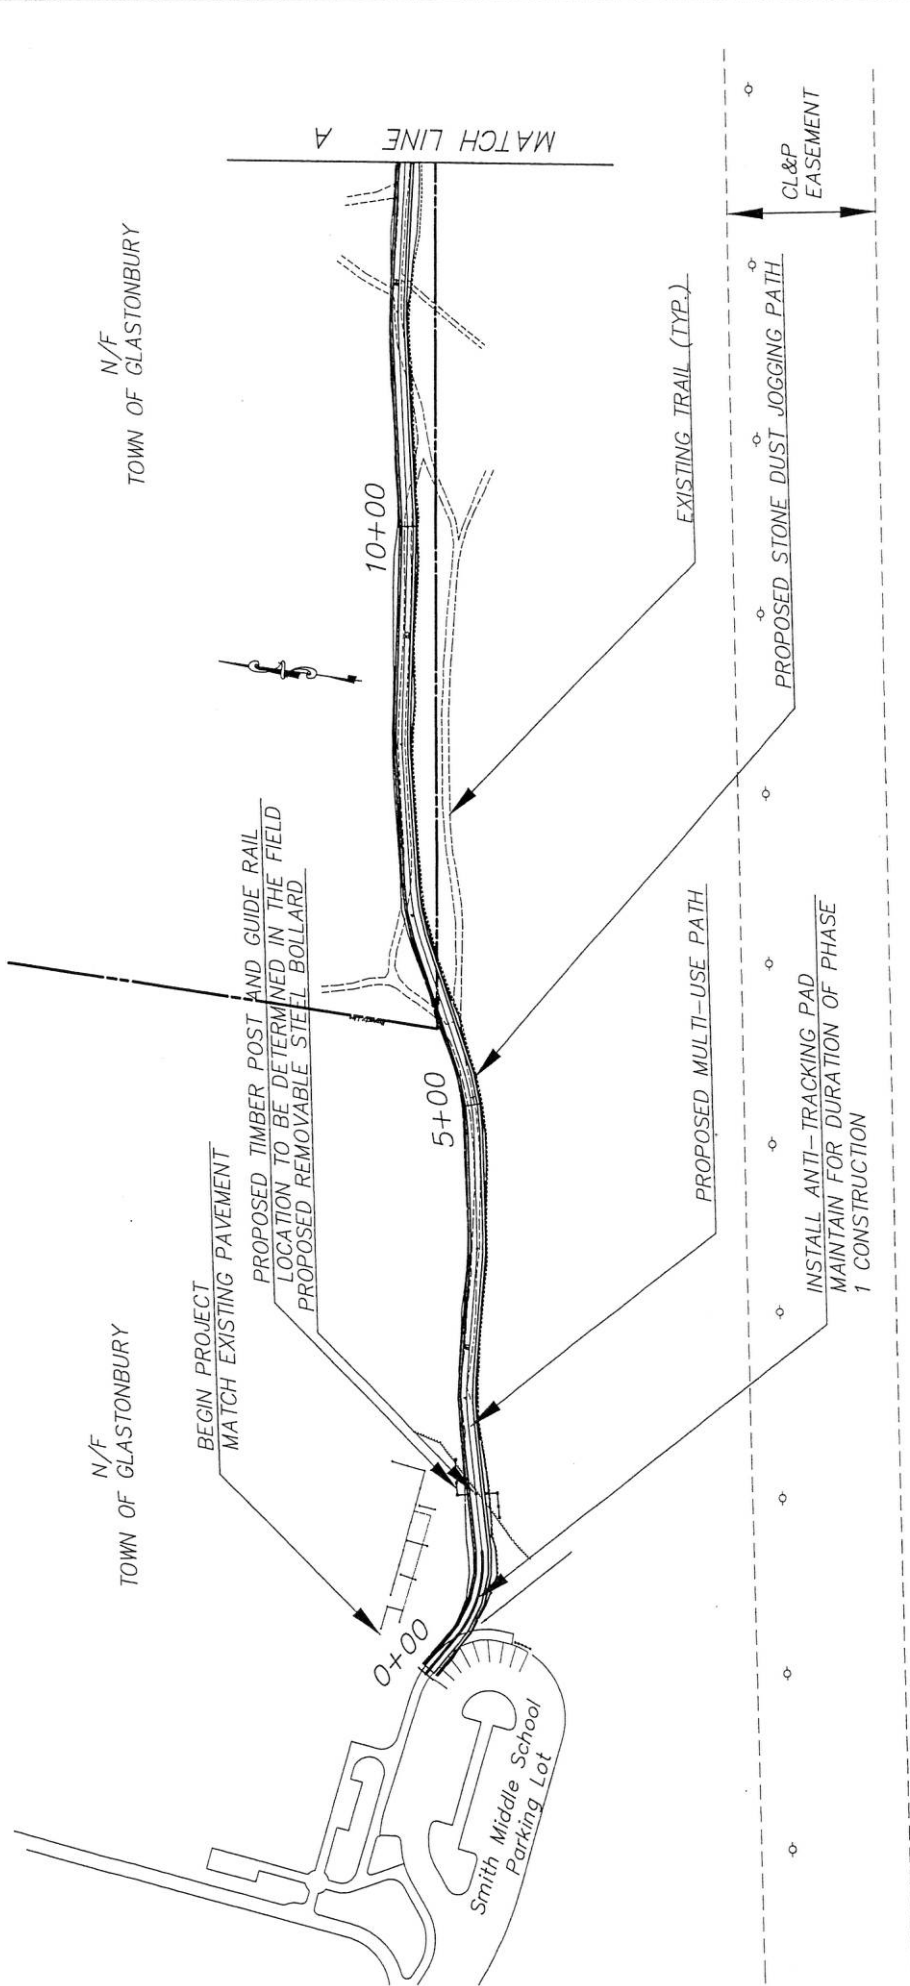 MATCH LINE A
CL&P
EASEMENT
N/F
TOWN OF GLASTONBURY
10+00
EXISTING TRAIL (TYP.)
PROPOSED STONE DUST JOGGING PATH
PROPOSED TIMBER POST AND GUIDE RAIL
LOCATION TO BE DETERMINED IN THE FIELD
PROPOSED REMOVABLE STEEL BOLLARD
5+00
PROPOSED MULTI-USE PATH
BEGIN PROJECT
MATCH EXISTING PAVEMENT
INSTALL ANTI-TRACKING PAD
MAINTAIN FOR DURATION OF PHASE
1 CONSTRUCTION
N/F
TOWN OF GLASTONBURY
0+00
Smith Middle School
Parking Lot